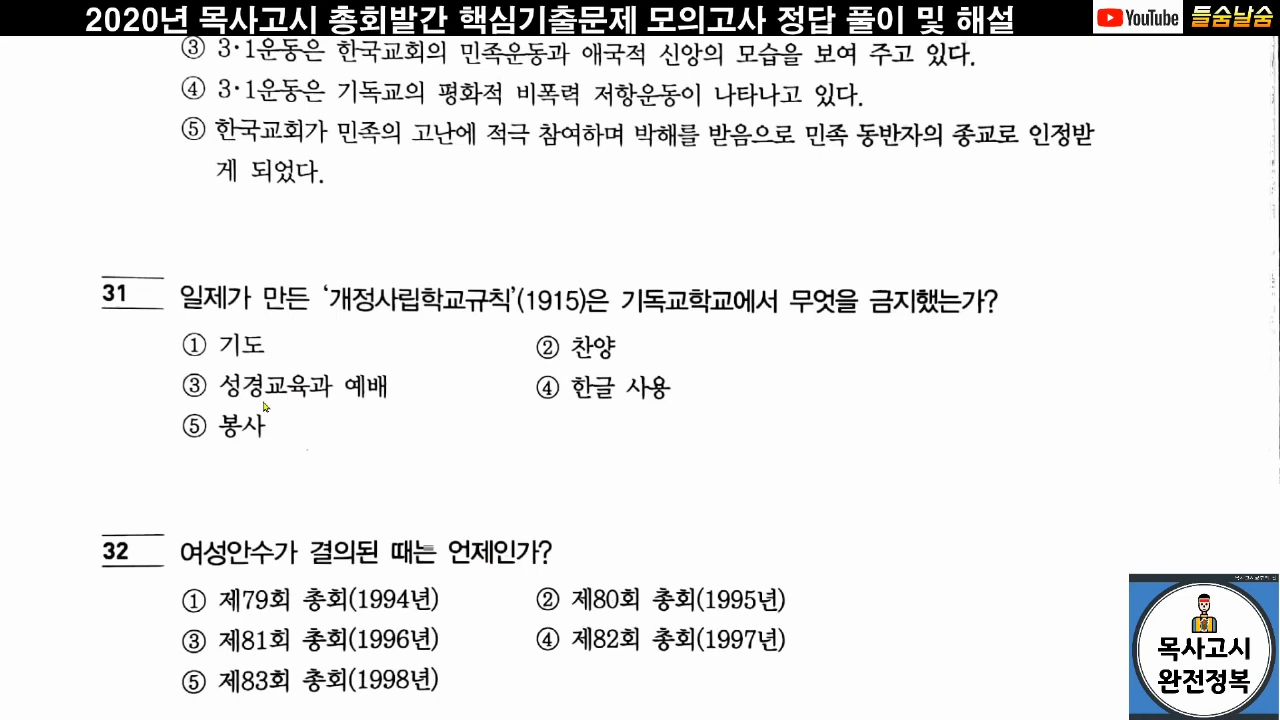 2020년 목사고시 총회발간 핵심기출문제 모의고사 정답 풀이 및 해설
YouTube 들숨날숨
③ 3·1운동은 한국교회의 민족운동과 애국적 신앙의 모습을 보여 주고 있다.
④ 3·1운동은 기독교의 평화적 비폭력 저항운동이 나타나고 있다.
⑤ 한국교회가 민족의 고난에 적극 참여하며 박해를 받음으로 민족 동반자의 종교로 인정받
게 되었다.
31 일제가 만든 ‘개정사립학교규칙’(1915)은 기독교학교에서 무엇을 금지했는가?
① 기도 ② 찬양
③ 성경교육과 예배 ④ 한글 사용
⑤ 봉사
32 여성안수가 결의된 때는 언제인가?
① 제79회 총회(1994년) ② 제80회 총회(1995년)
③ 제81회 총회(1996년) ④ 제82회 총회(1997년)
⑤ 제83회 총회(1998년)
목사고시
완전정복